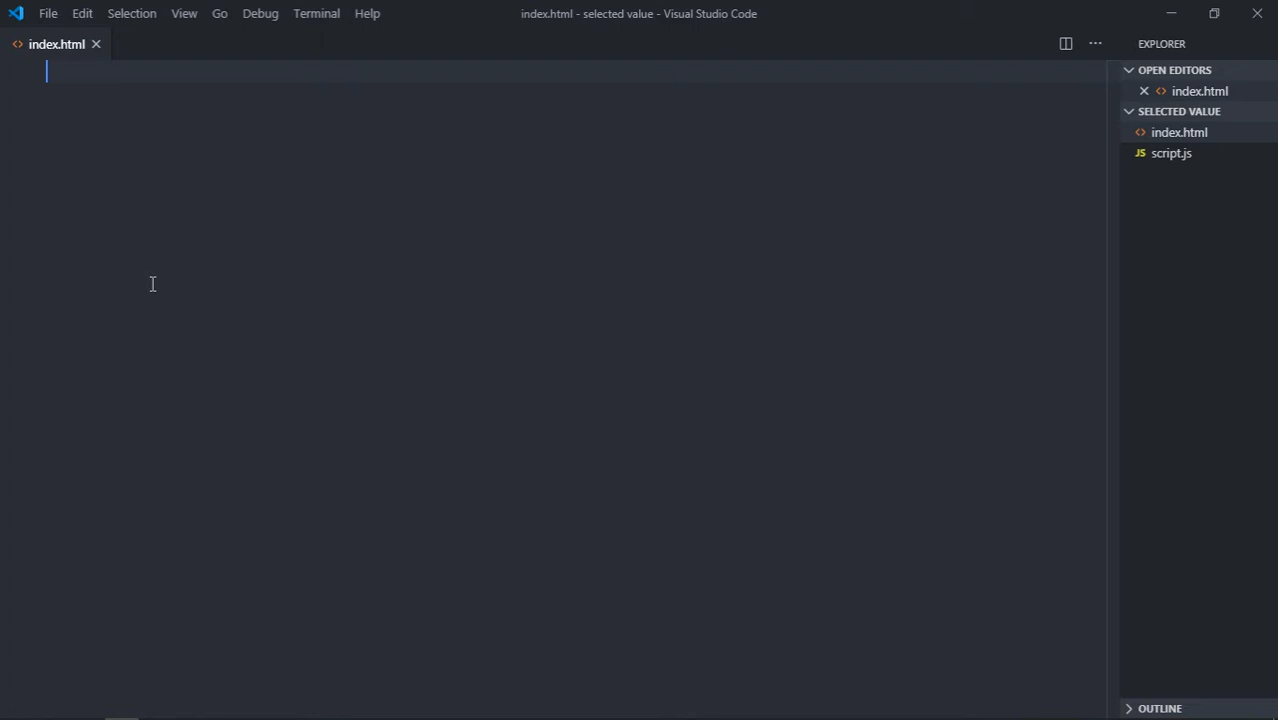 File Edit Selection View Go Debug Terminal Help index.html - selected value - Visual Studio Code
index.html
EXPLORER
OPEN EDITORS
index.html
SELECTED VALUE
index.html
JS script.js
OUTLINE